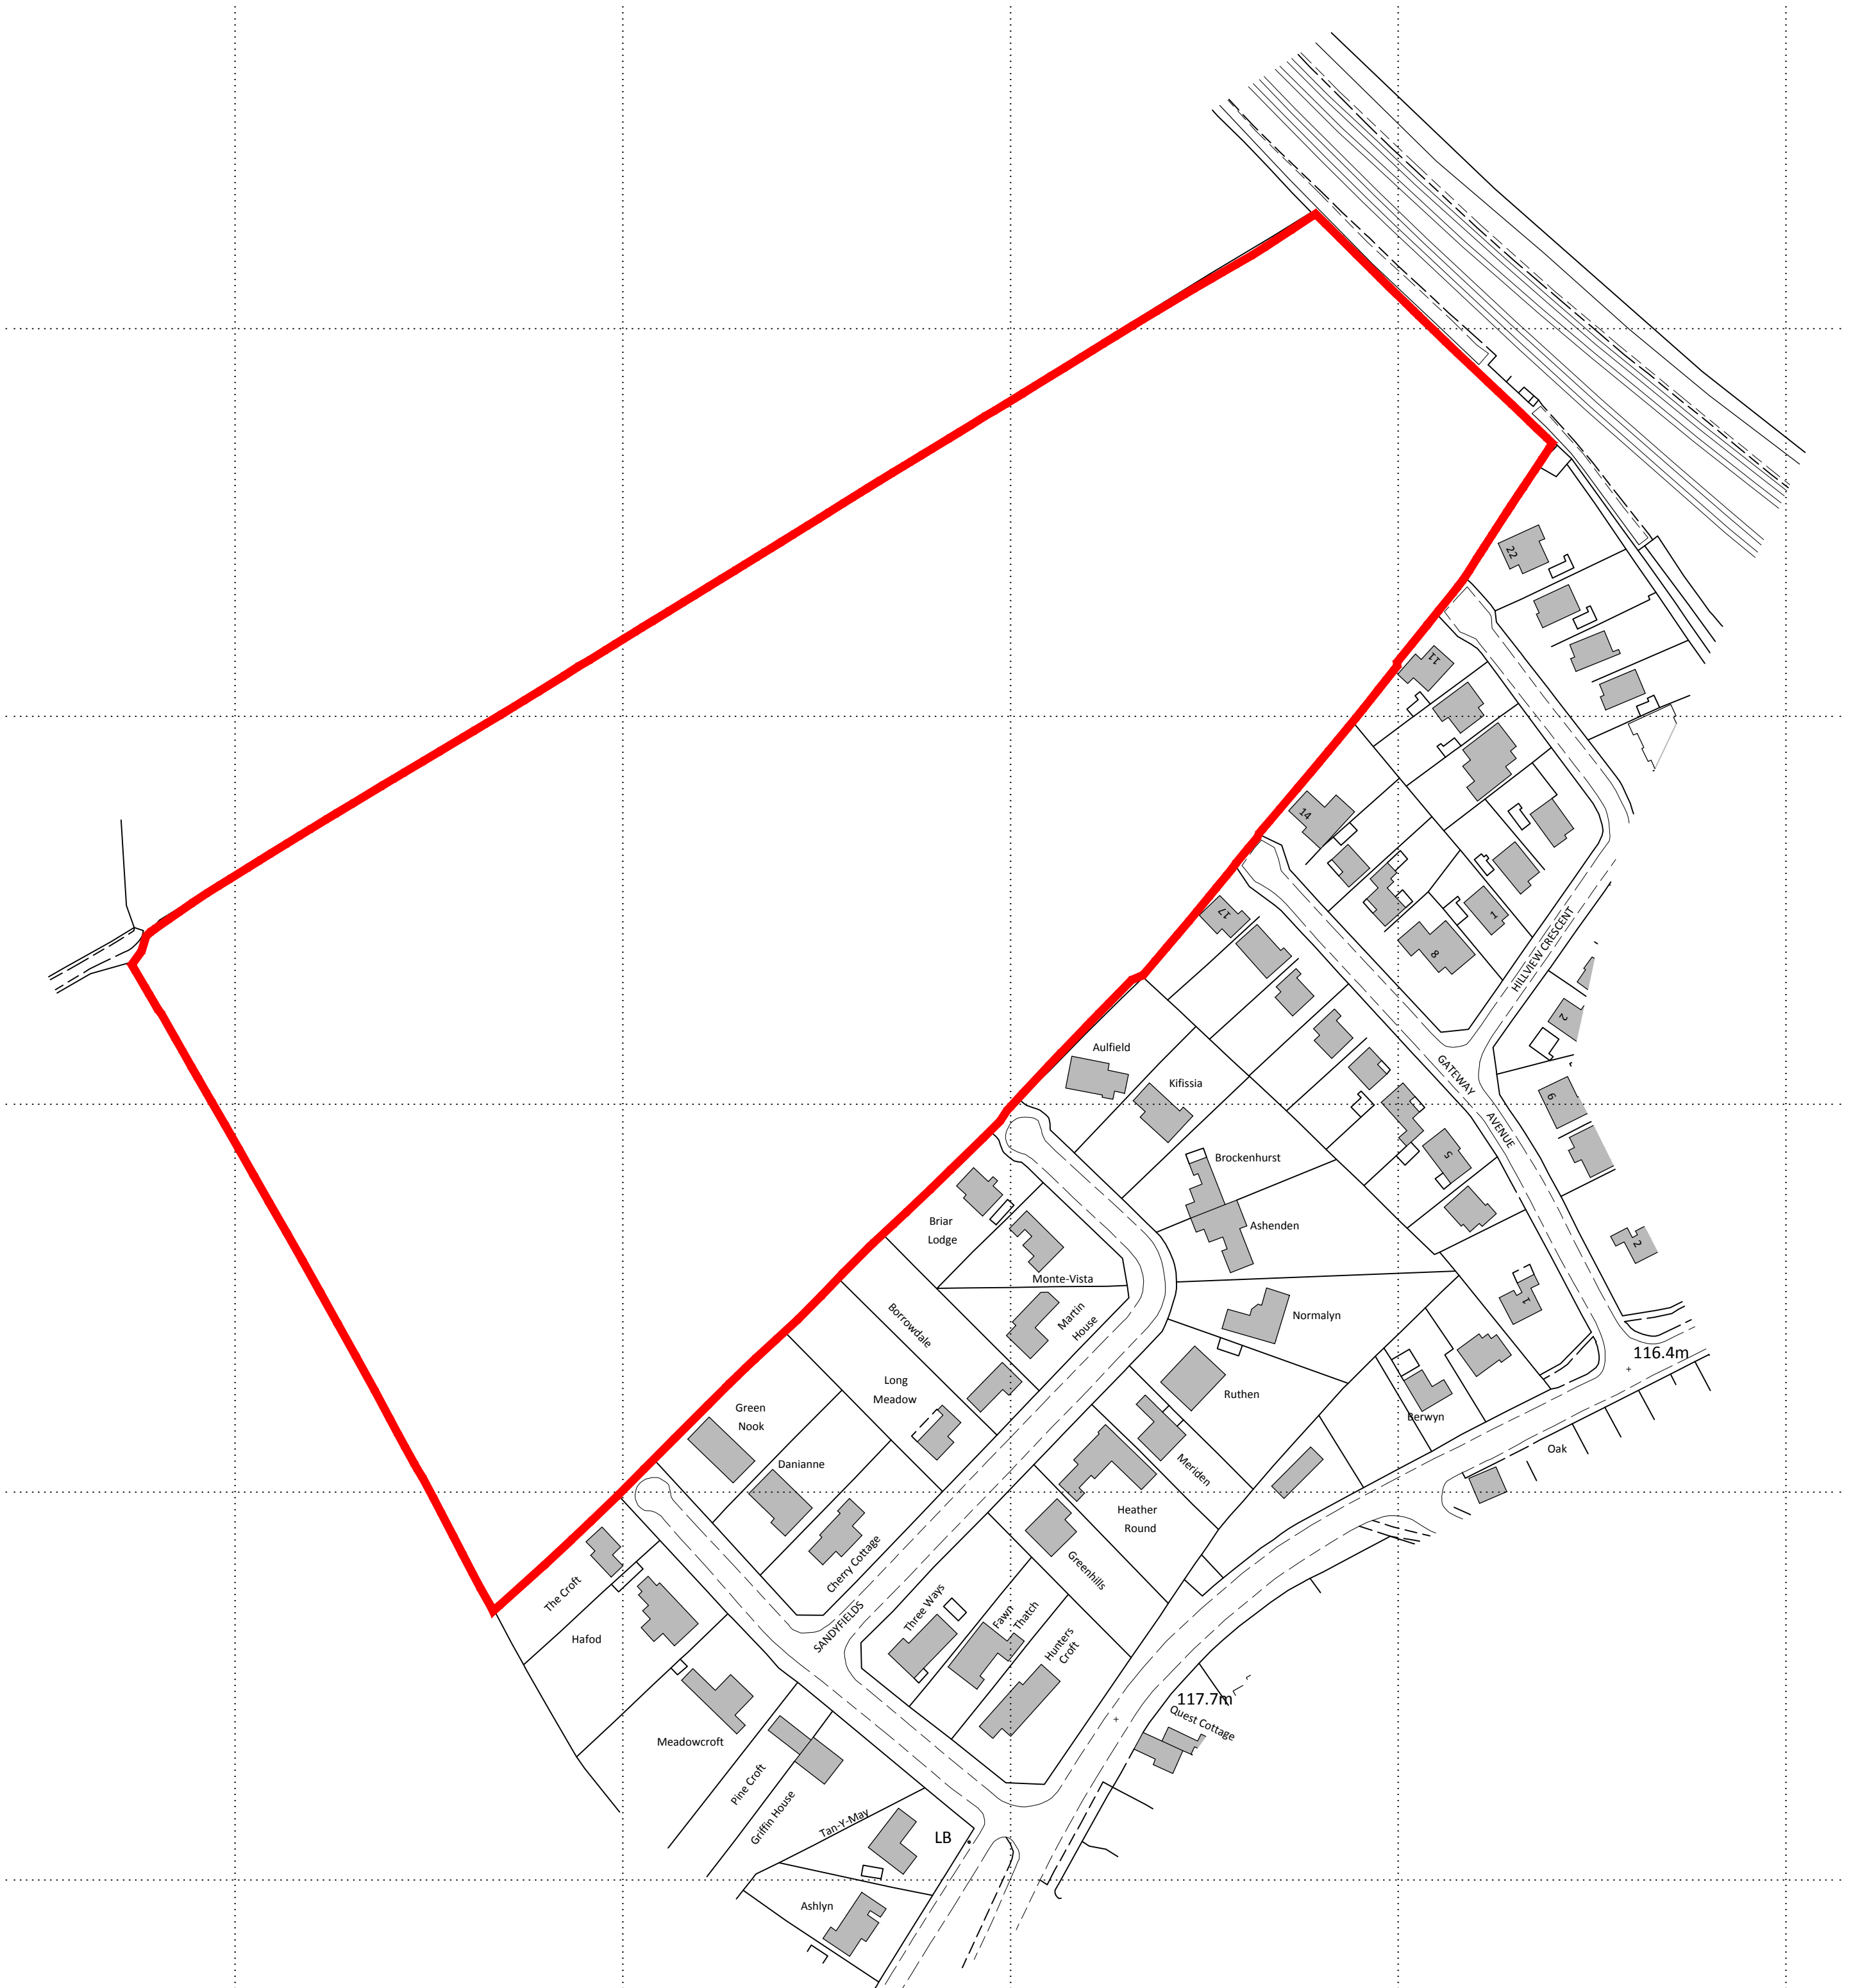 22
11
14
17
1
8
HILLVIEW CRESCENT
2
Aulfield
GATEWAY
AVENUE
Kifissia
6
5
Brockenhurst
Ashenden
Briar
Lodge
2
Monte-Vista
Borrowdale
Martin
House
Normalyn
1
116.4m
Long
Meadow
Ruthen
Green
Nook
Berwyn
Oak
Danianne
Meriden
Heather
Round
Cherry Cottage
Greenhills
The Croft
Three Ways
Fawn
Thatch
SANDYFIELDS
Hafod
Hunters
Croft
117.7m
Quest Cottage
Meadowcroft
Pine Croft
Griffin House
Tan-Y-May
LB
Ashlyn